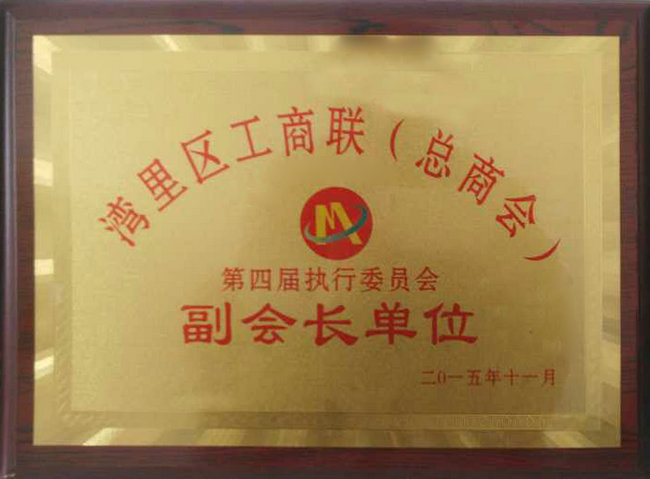 湾里区工商联（总商会）
第四届执行委员会
副会长单位
二0一五年十一月